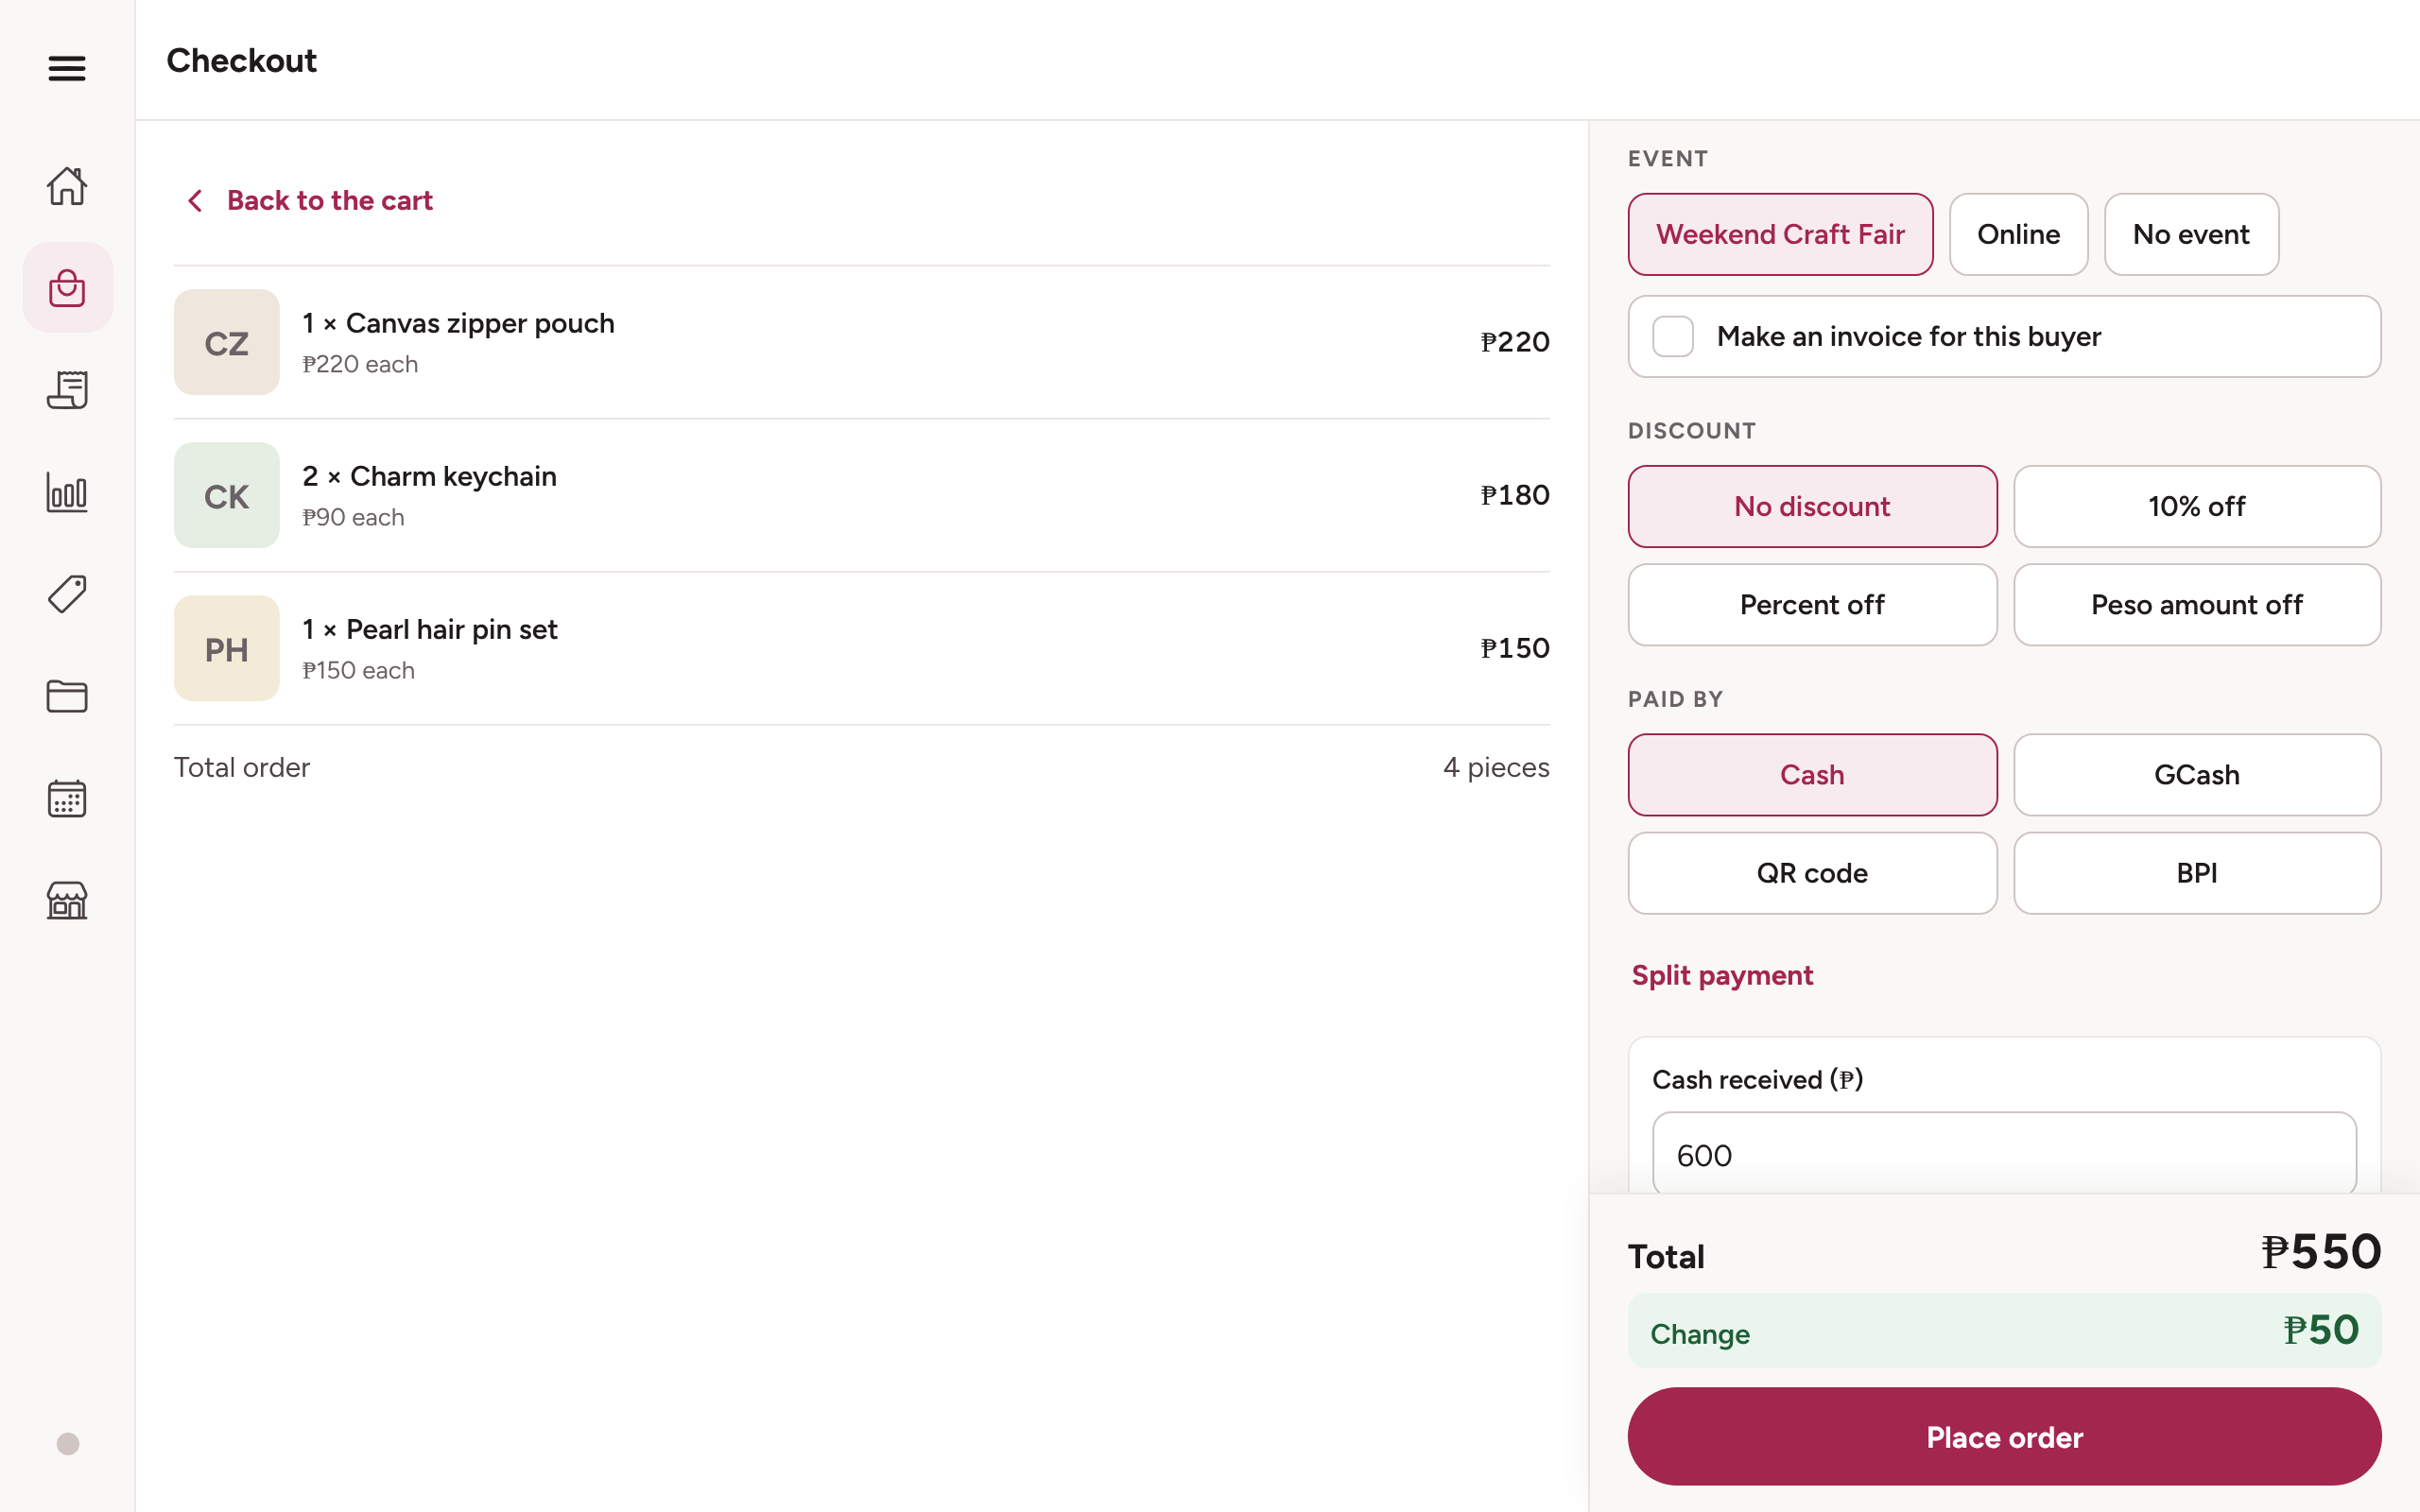 Checkout
Back to the cart
CZ
1 × Canvas zipper pouch
₱220 each
₱220
CK
2 × Charm keychain
₱90 each
₱180
PH
1 × Pearl hair pin set
₱150 each
₱150
Total order
4 pieces
EVENT
Weekend Craft Fair
Online
No event
Make an invoice for this buyer
DISCOUNT
No discount
10% off
Percent off
Peso amount off
PAID BY
Cash
GCash
QR code
BPI
Split payment
Cash received (₱)
600
Total
₱550
Change
₱50
Place order